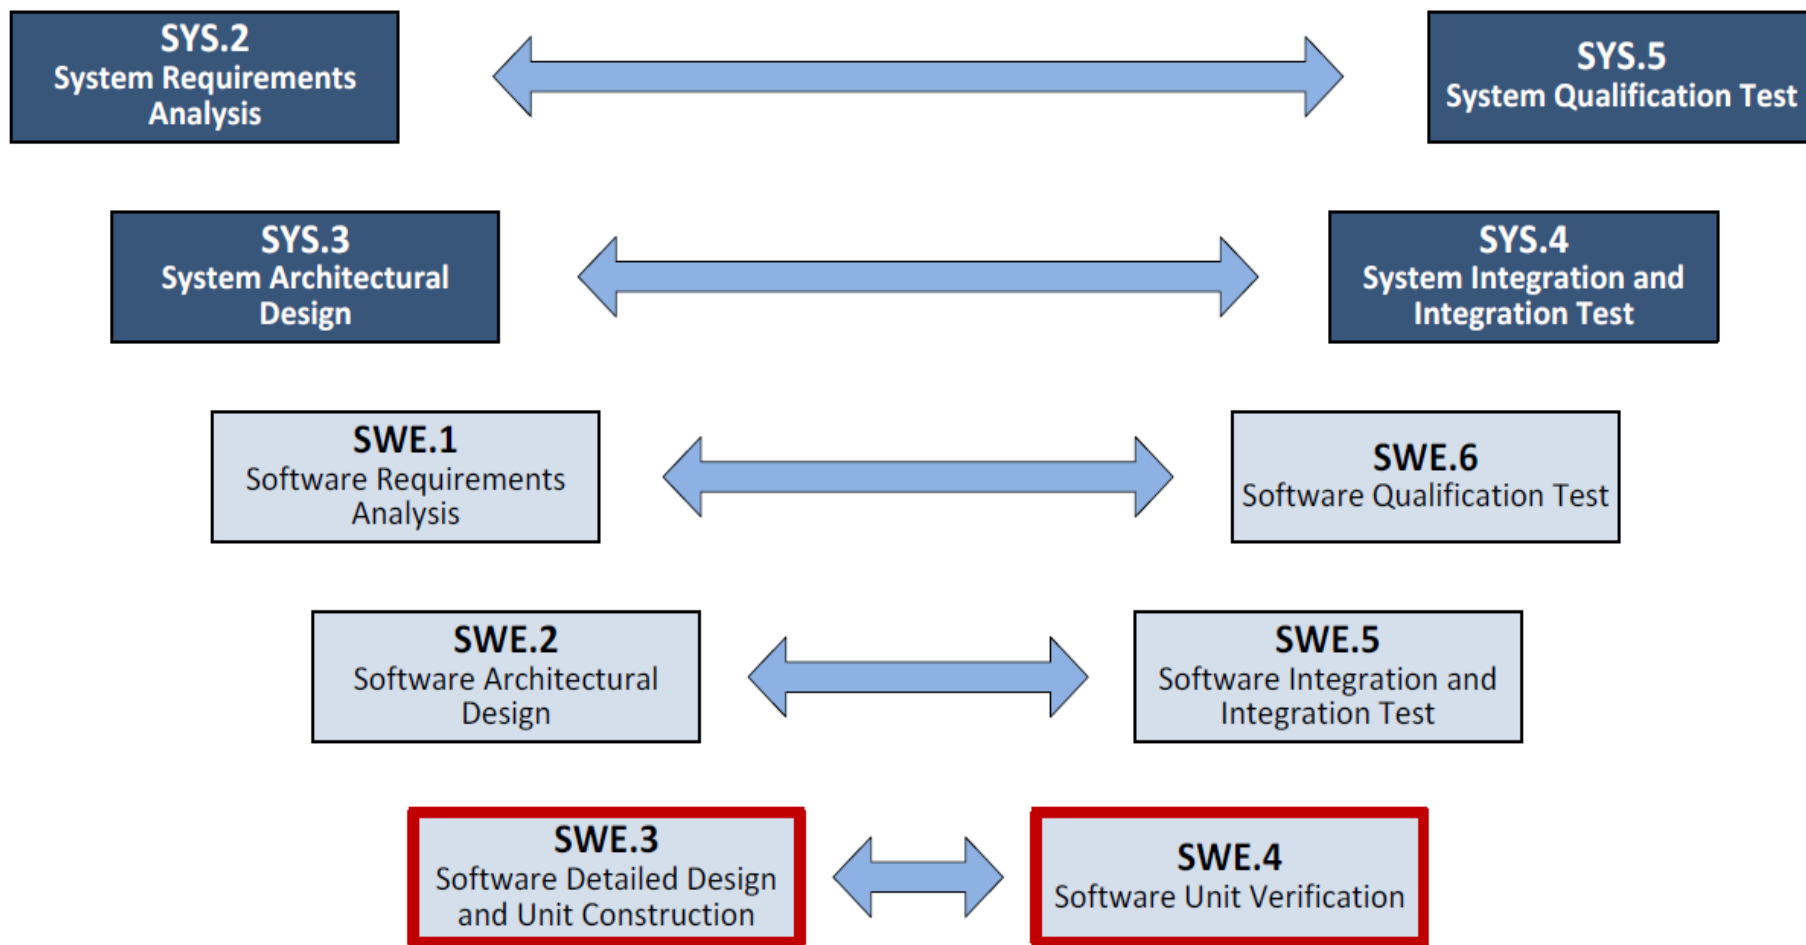 SYS.2
System Requirements
Analysis
SYS.5
System Qualification Test
SYS.3
System Architectural
Design
SYS.4
System Integration and
Integration Test
SWE.1
Software Requirements
Analysis
SWE.6
Software Qualification Test
SWE.2
Software Architectural
Design
SWE.5
Software Integration and
Integration Test
SWE.3
Software Detailed Design
and Unit Construction
SWE.4
Software Unit Verification